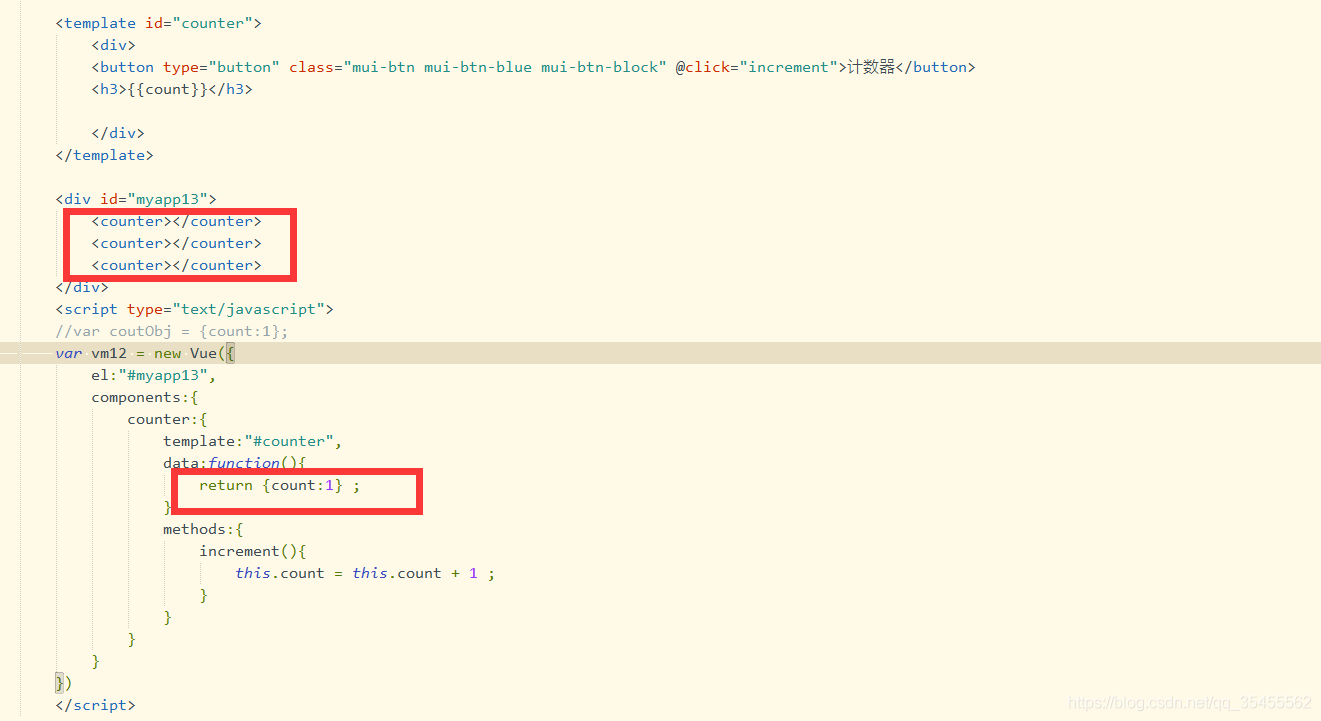 <template id="counter">
<div>
<button type="button" class="mui-btn mui-btn-blue mui-btn-block" @click="increment">计数器</button>
<h3>{{count}}</h3>
</div>
</template>
<div id="myapp13">
<counter></counter>
<counter></counter>
<counter></counter>
</div>
<script type="text/javascript">
//var coutObj = {count:1};
var vm12 = new Vue({
el:"#myapp13",
components:{
counter:{
template:"#counter",
data:function(){
return {count:1} ;
}
methods:{
increment(){
this.count = this.count + 1 ;
}
}
}
}
})
</script>
https://blog.csdn.net/qq_35455562